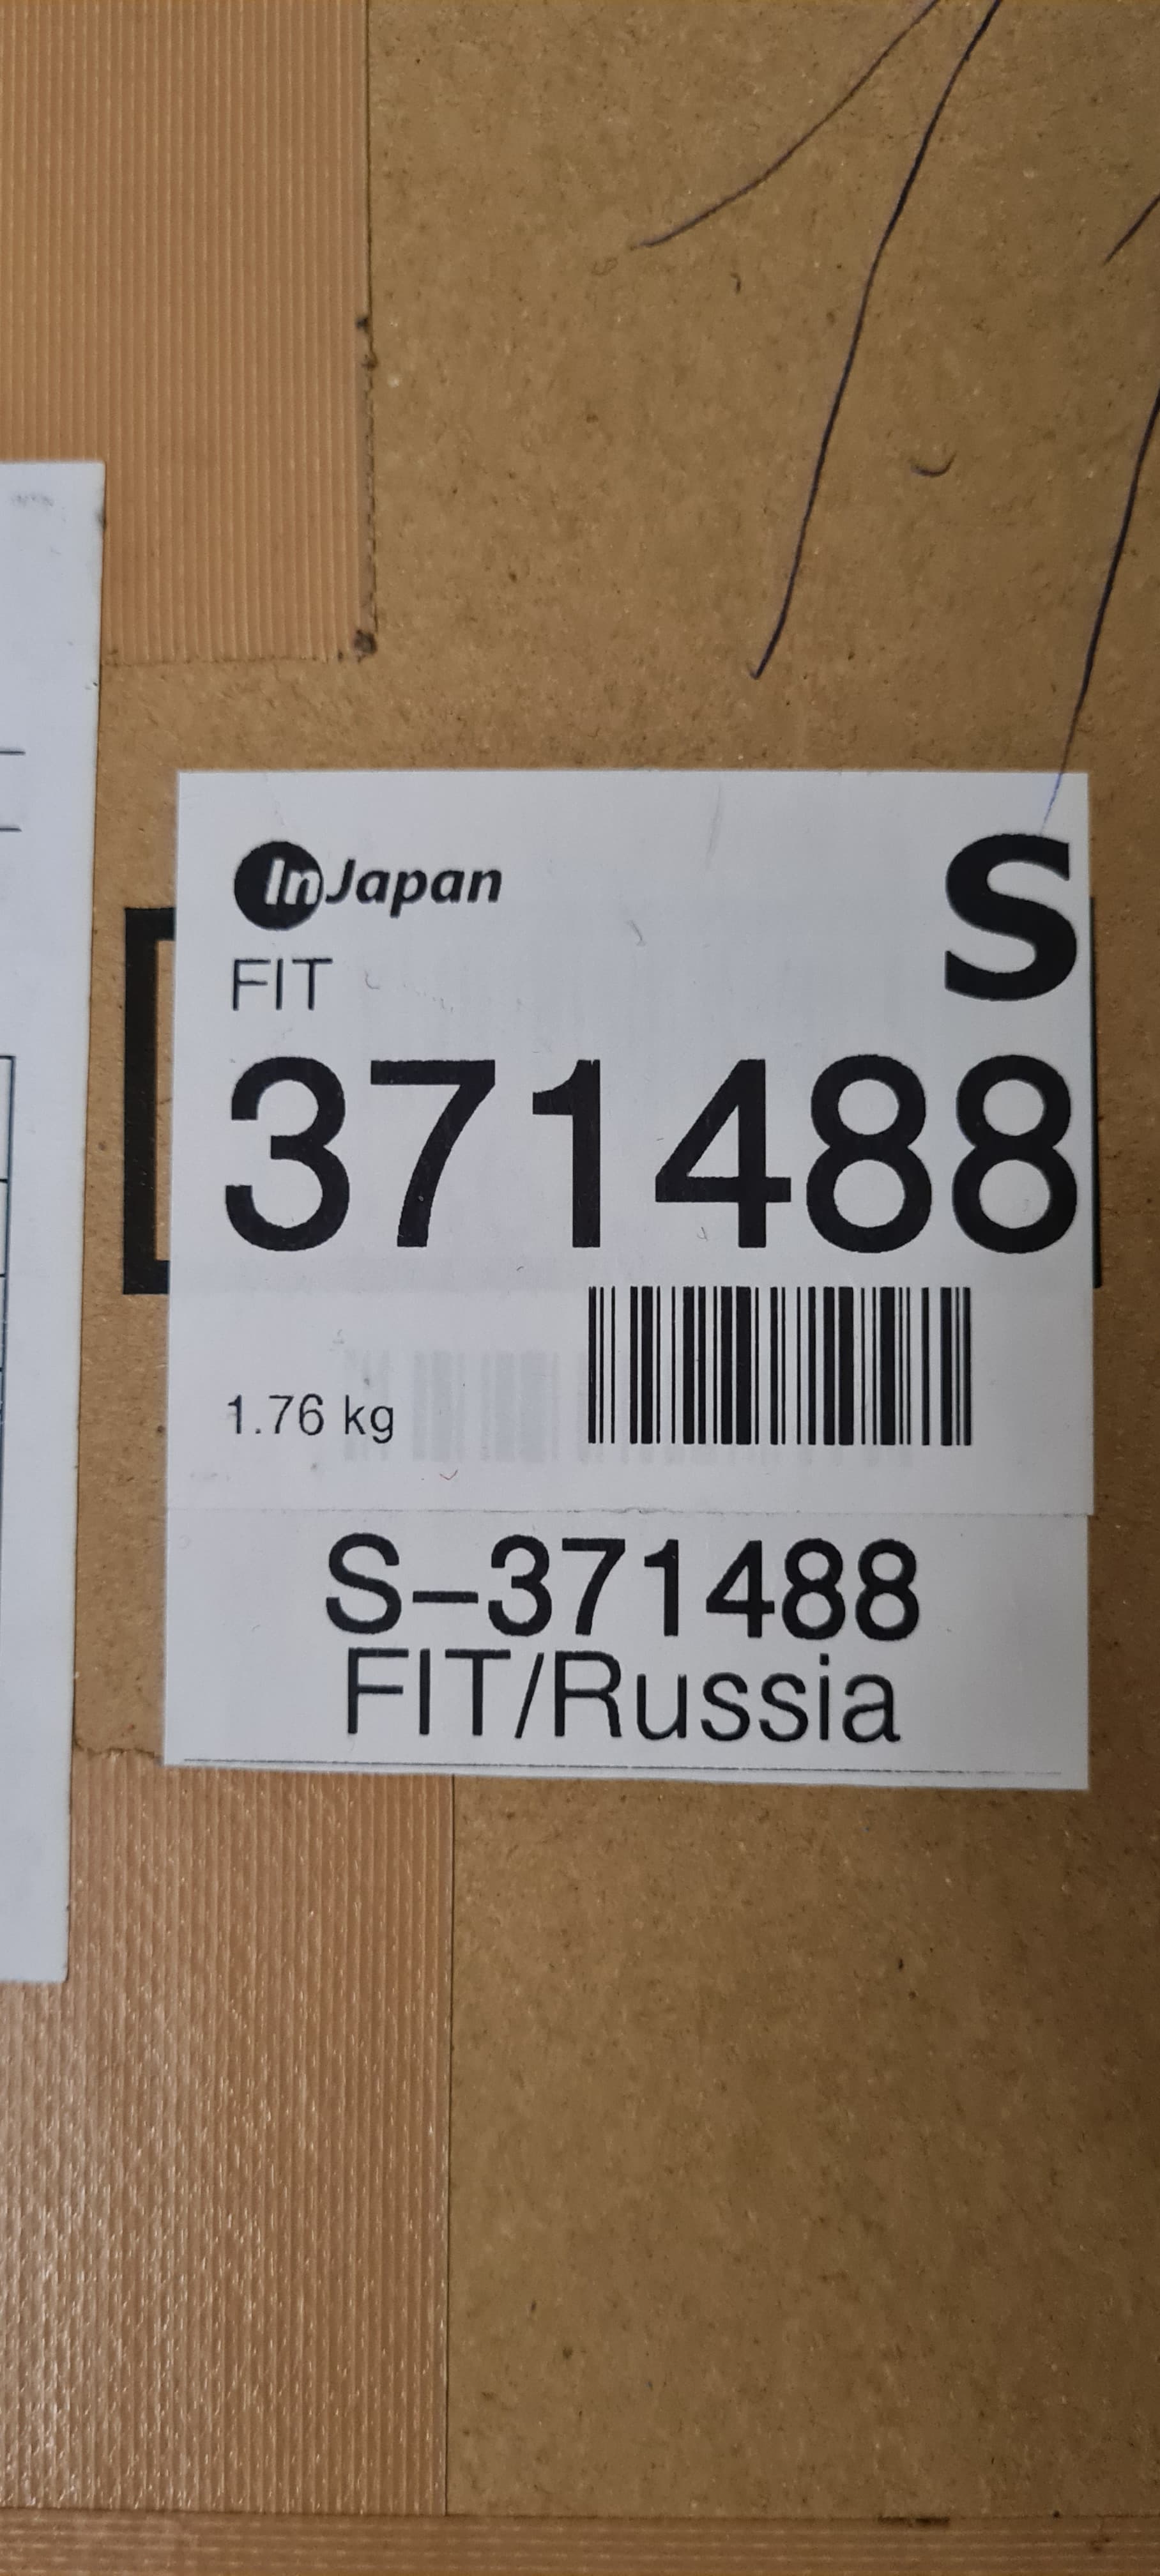 InJapan
S
FIT
371488
1.76 kg
S-371488
FIT/Russia